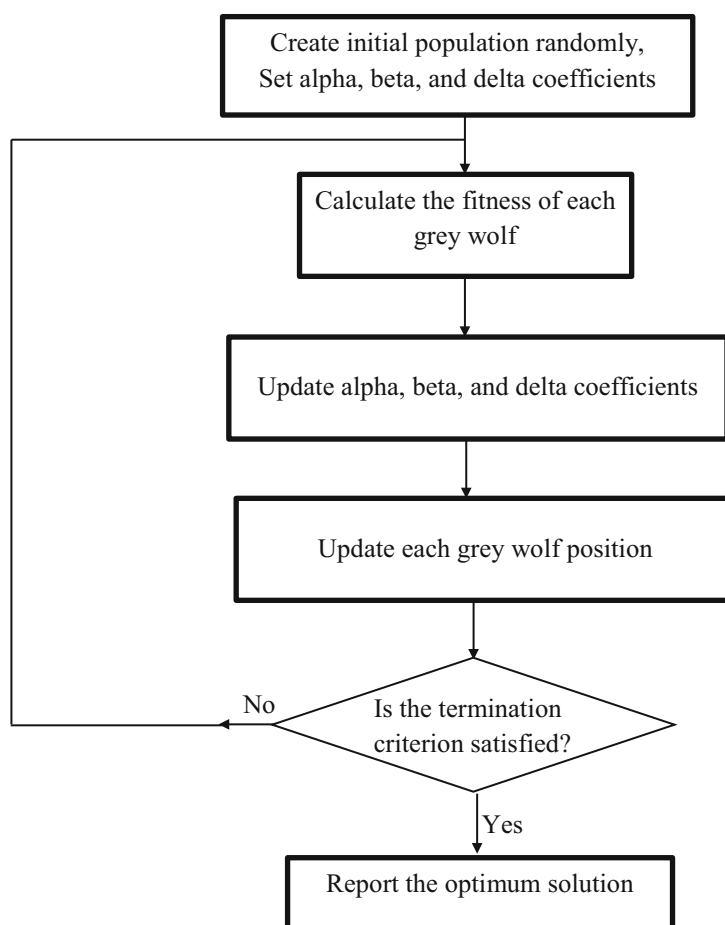 Create initial population randomly,
Set alpha, beta, and delta coefficients
Calculate the fitness of each
grey wolf
Update alpha, beta, and delta coefficients
Update each grey wolf position
Is the termination
criterion satisfied?
No
Yes
Report the optimum solution